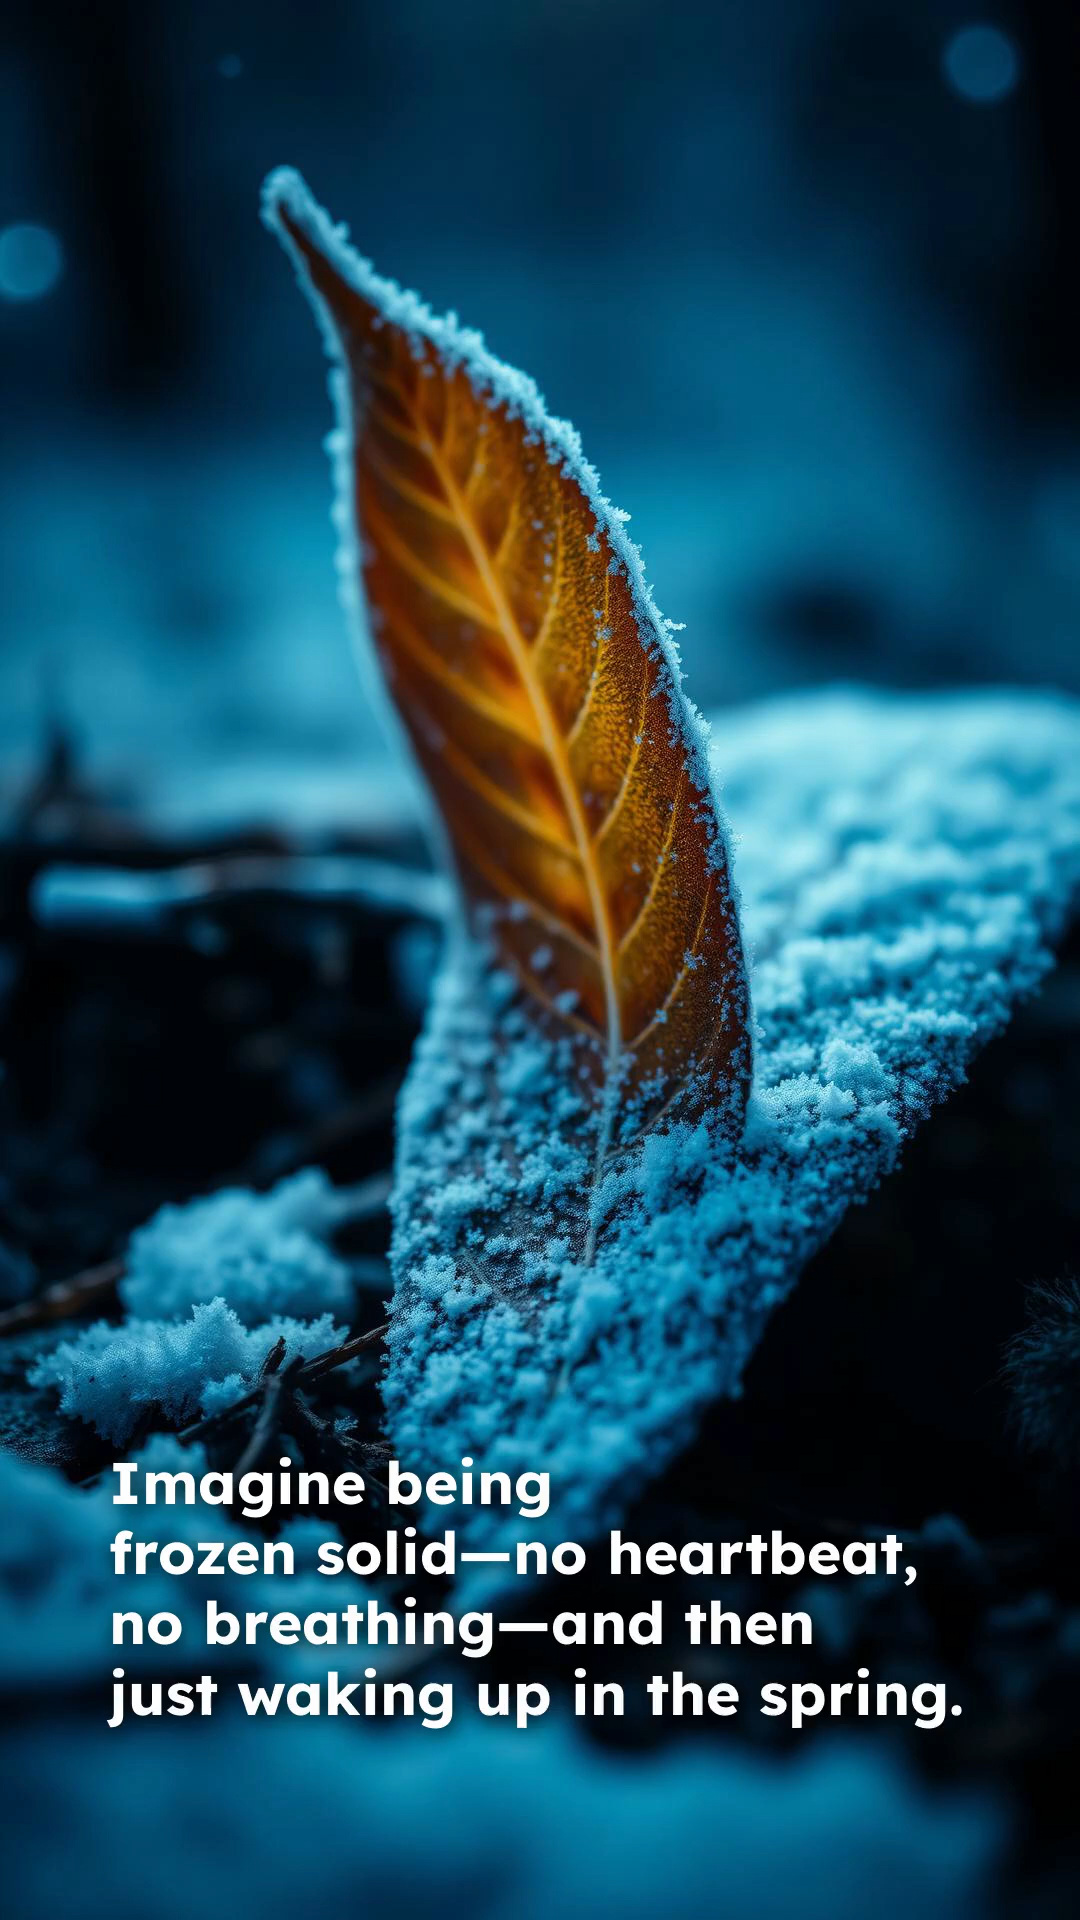 Imagine being
frozen solid—no heartbeat,
no breathing—and then
just waking up in the spring.